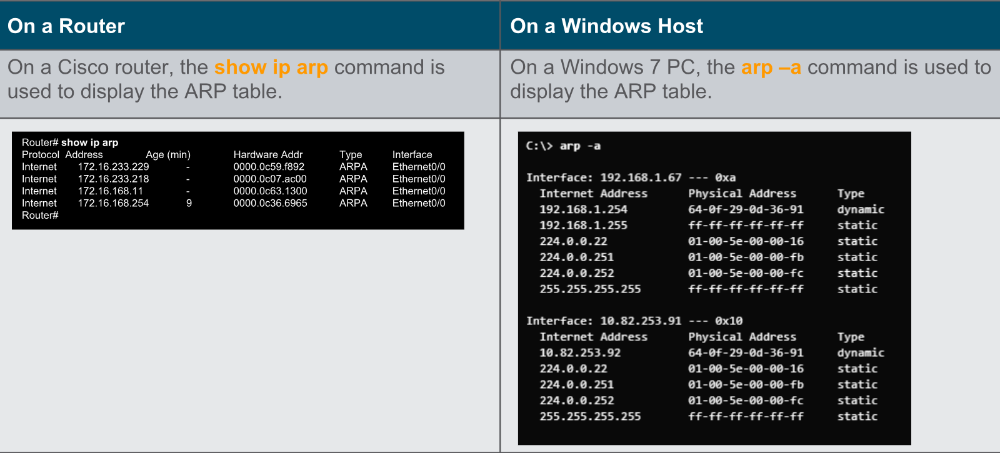 On a Router
On a Cisco router, the show ip arp command is
used to display the ARP table.
Router# show ip arp
Protocol Address Age (min) Hardware Addr Type Interface
Internet 172.16.233.229 - 0000.0c59.f892 ARPA Ethernet0/0
Internet 172.16.233.218 - 0000.0c07.ac00 ARPA Ethernet0/0
Internet 172.16.168.11 - 0000.0c63.1300 ARPA Ethernet0/0
Internet 172.16.168.254 9 0000.0c36.6965 ARPA Ethernet0/0
Router#
On a Windows Host
On a Windows 7 PC, the arp –a command is used to
display the ARP table.
C:\> arp -a
Interface: 192.168.1.67 --- 0xa
Internet Address Physical Address Type
192.168.1.254 64-0f-29-0d-36-91 dynamic
192.168.1.255 ff-ff-ff-ff-ff-ff static
224.0.0.22 01-00-5e-00-00-16 static
224.0.0.251 01-00-5e-00-00-fb static
224.0.0.252 01-00-5e-00-00-fc static
255.255.255.255 ff-ff-ff-ff-ff-ff static
Interface: 10.82.253.91 --- 0x10
Internet Address Physical Address Type
10.82.253.92 64-0f-29-0d-36-91 dynamic
224.0.0.22 01-00-5e-00-00-16 static
224.0.0.251 01-00-5e-00-00-fb static
224.0.0.252 01-00-5e-00-00-fc static
255.255.255.255 ff-ff-ff-ff-ff-ff static